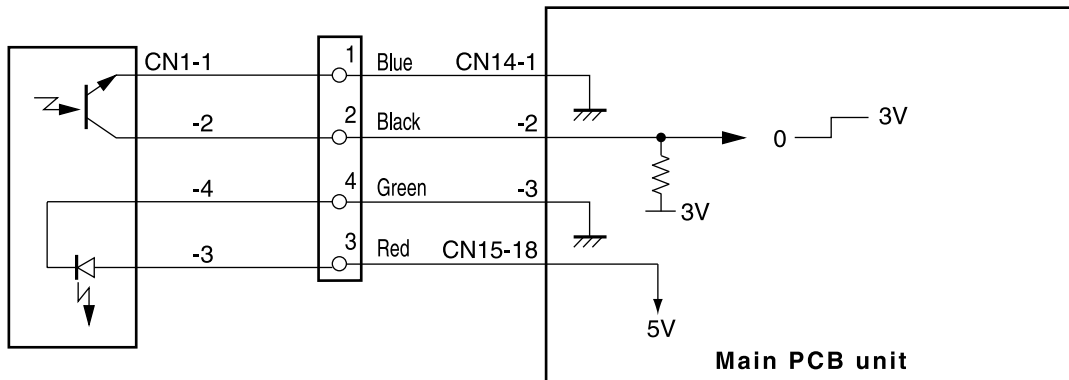 CN1-1 1 Blue CN14-1
-2 2 Black -2 0 3V
3V
-4 4 Green -3
-3 3 Red CN15-18
5V
Main PCB unit